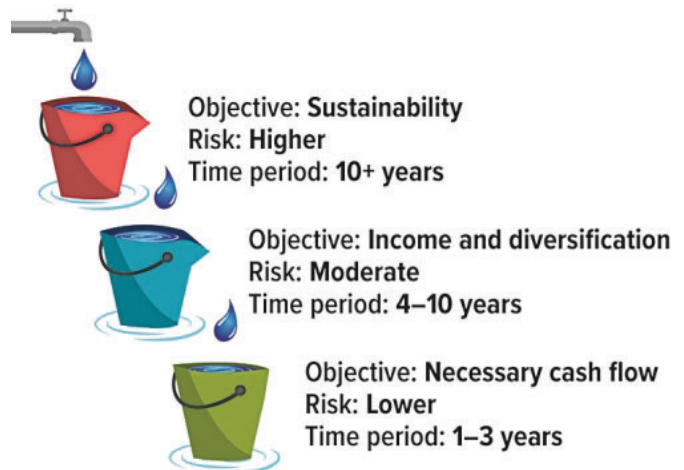 Objective: Sustainability
Risk: Higher
Time period: 10+ years
Objective: Income and diversification
Risk: Moderate
Time period: 4–10 years
Objective: Necessary cash flow
Risk: Lower
Time period: 1–3 years